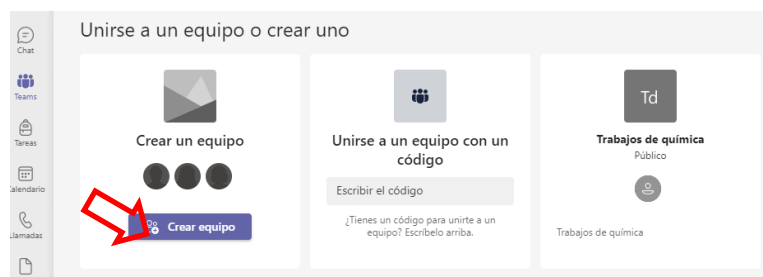 Unirse a un equipo o crear uno
Chat
Teams
Tareas
Calendario
Llamadas
Crear un equipo
Crear equipo
Unirse a un equipo con un
código
Escribir el código
¿Tienes un código para unirte a un
equipo? Escríbelo arriba.
Td
Trabajos de química
Público
Trabajos de química